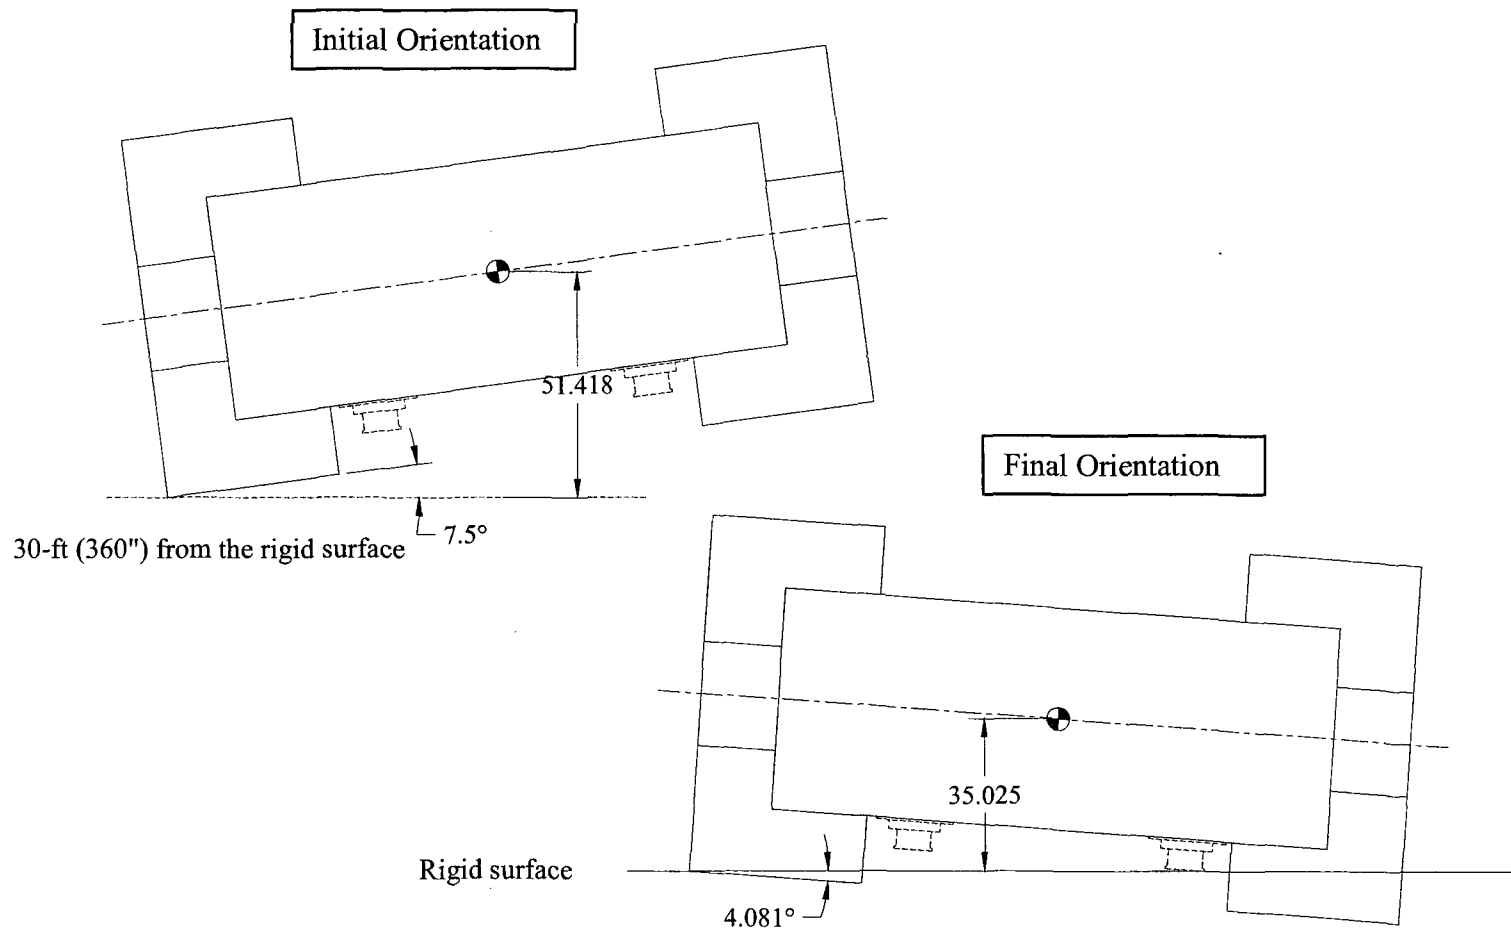 Initial Orientation
51.418
7.5°
30-ft (360") from the rigid surface
Final Orientation
35.025
Rigid surface
4.081°